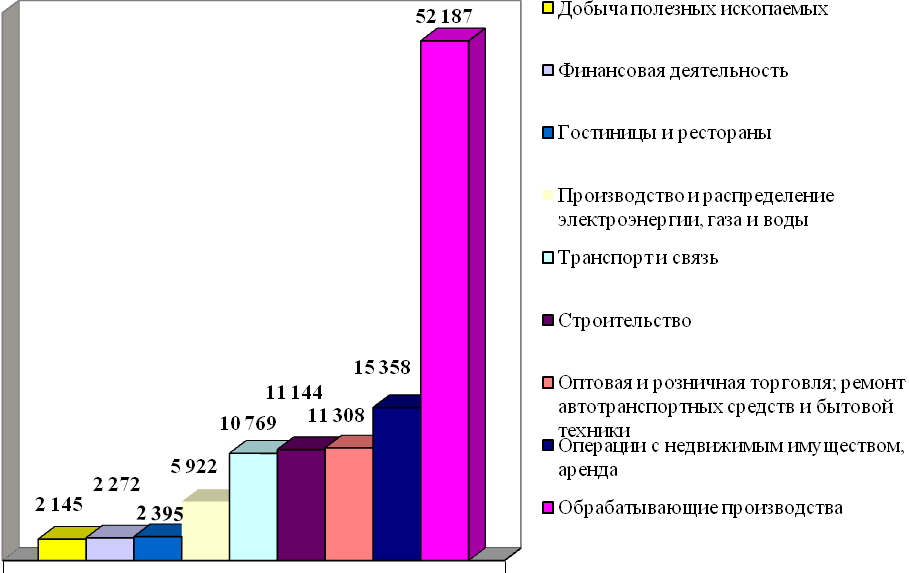 52 187
15 358
11 144
11 308
10 769
5 922
2 272
2 145
2 395
Добыча полезных ископаемых
Финансовая деятельность
Гостиницы и рестораны
Производство и распределение
электроэнергии, газа и воды
Транспорт и связь
Строительство
Оптовая и розничная торговля; ремонт
автотранспортных средств и бытовой
техники
Операции с недвижимым имуществом,
аренда
Обрабатывающие производства